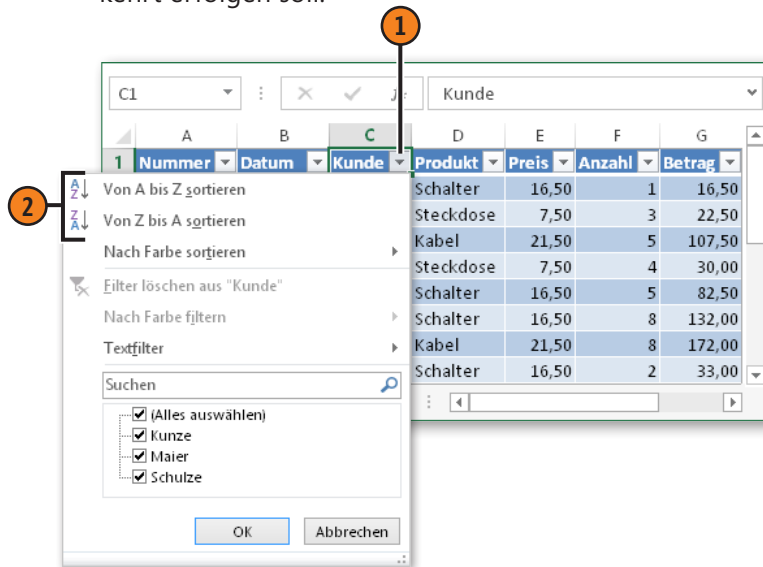 kehrt erfolgen soll.
1
C1 Kunde
A B C D E F G
1 Nummer Datum Kunde Produkt Preis Anzahl Betrag
2
Von A bis Z sortieren
Von Z bis A sortieren
Nach Farbe sortieren
Filter löschen aus "Kunde"
Nach Farbe filtern
Textfilter
Suchen
(Alles auswählen)
Kunze
Maier
Schulze
OK Abbrechen
Schalter 16,50 1 16,50
Steckdose 7,50 3 22,50
Kabel 21,50 5 107,50
Steckdose 7,50 4 30,00
Schalter 16,50 5 82,50
Schalter 16,50 8 132,00
Kabel 21,50 8 172,00
Schalter 16,50 2 33,00